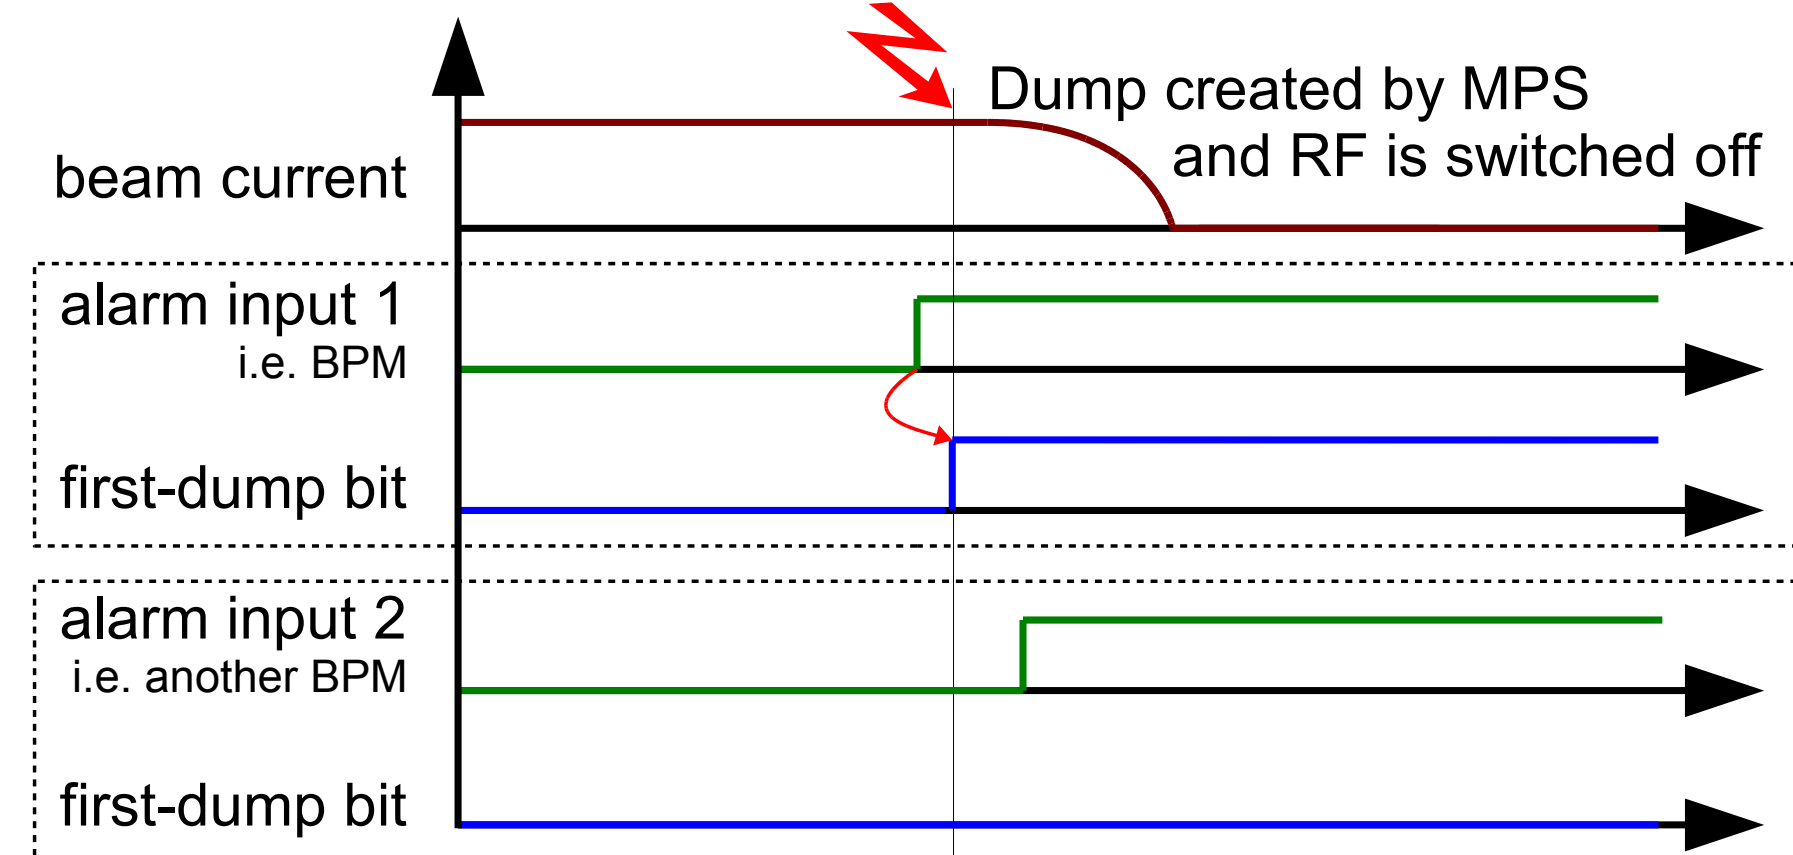 Dump created by MPS
and RF is switched off
beam current
alarm input 1
i.e. BPM
first-dump bit
alarm input 2
i.e. another BPM
first-dump bit